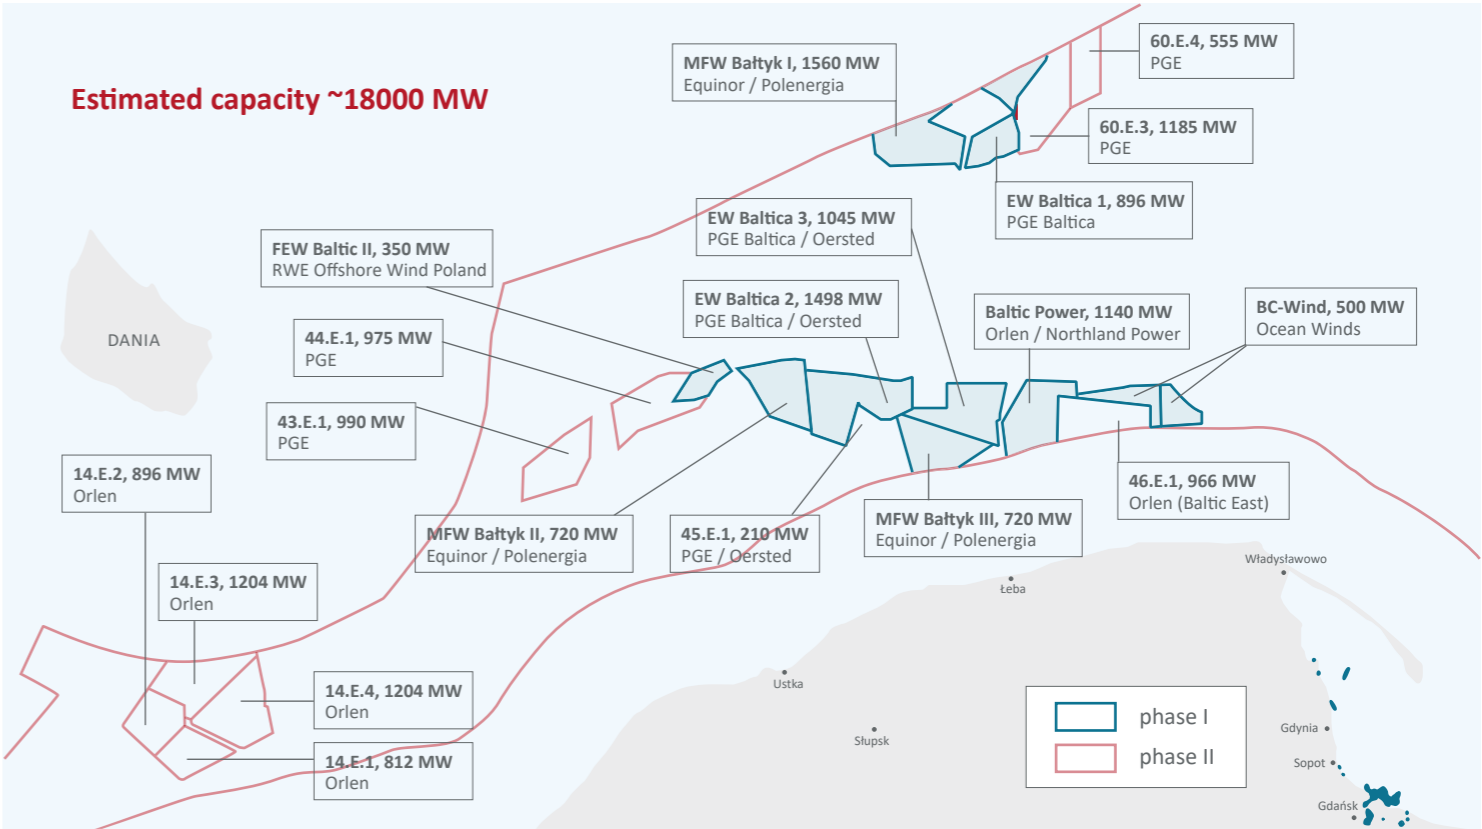 Estimated capacity ~18000 MW
MFW Bałtyk I, 1560 MW
Equinor / Polenergia
60.E.4, 555 MW
PGE
60.E.3, 1185 MW
PGE
EW Baltica 1, 896 MW
PGE Baltica
EW Baltica 3, 1045 MW
PGE Baltica / Oersted
FEW Baltic II, 350 MW
RWE Offshore Wind Poland
EW Baltica 2, 1498 MW
PGE Baltica / Oersted
Baltic Power, 1140 MW
Orlen / Northland Power
BC-Wind, 500 MW
Ocean Winds
DANIA
44.E.1, 975 MW
PGE
43.E.1, 990 MW
PGE
14.E.2, 896 MW
Orlen
46.E.1, 966 MW
Orlen (Baltic East)
MFW Bałtyk II, 720 MW
Equinor / Polenergia
45.E.1, 210 MW
PGE / Oersted
MFW Bałtyk III, 720 MW
Equinor / Polenergia
14.E.3, 1204 MW
Orlen
14.E.4, 1204 MW
Orlen
14.E.1, 812 MW
Orlen
Władysławowo
Łeba
Ustka
Słupsk
Gdynia
Sopot
Gdańsk
phase I
phase II